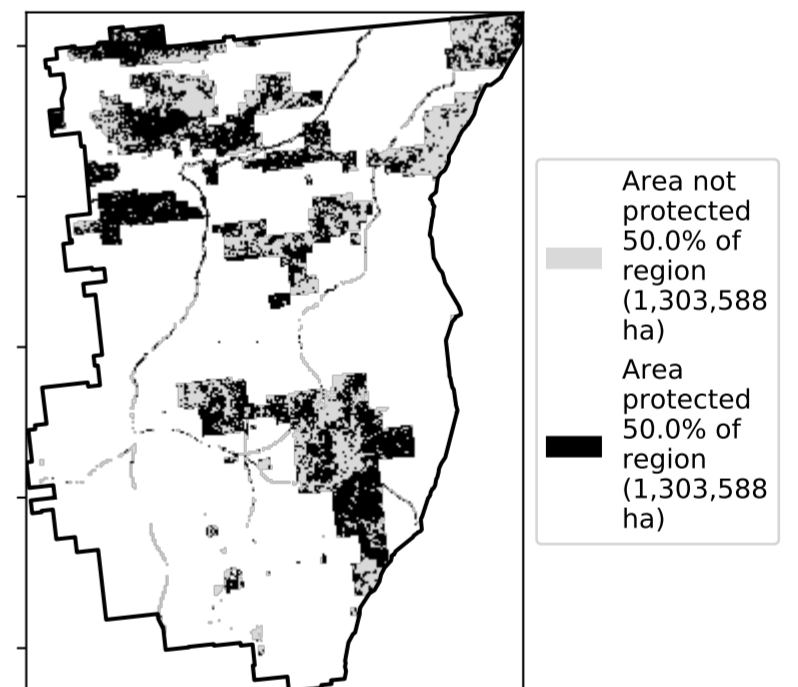 Area not
protected
50.0% of
region
(1,303,588
ha)
Area
protected
50.0% of
region
(1,303,588
ha)